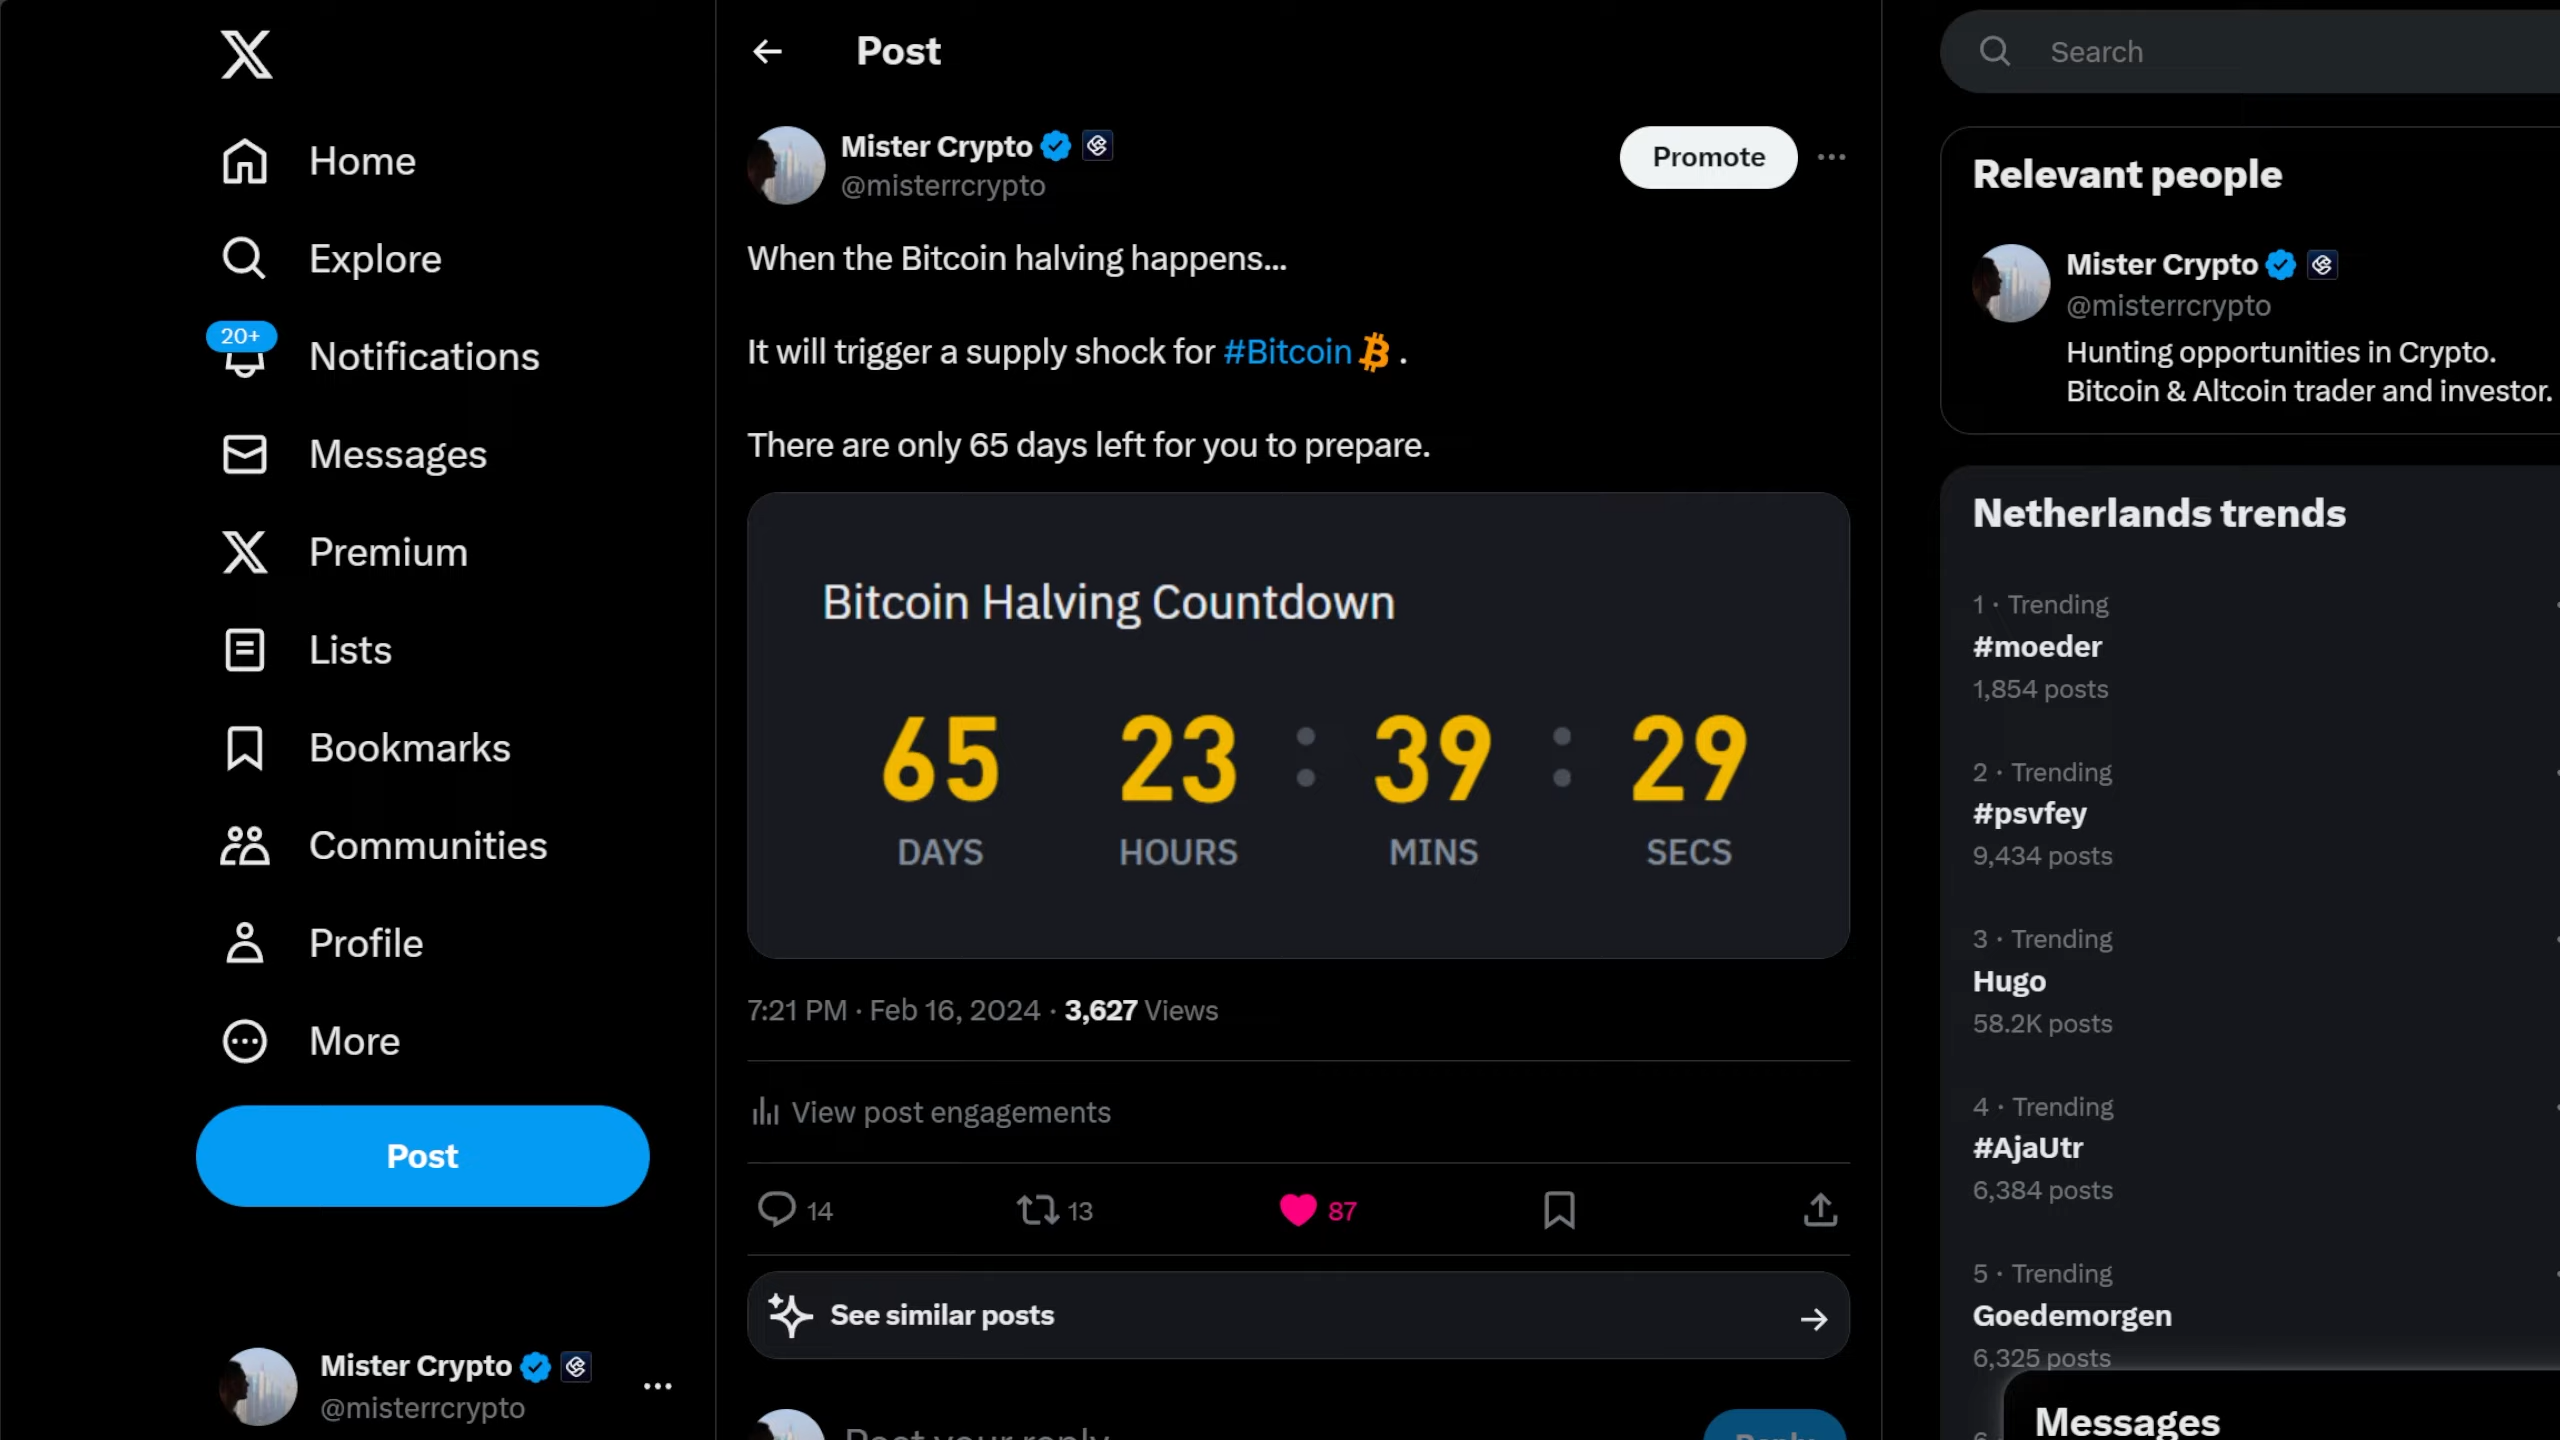 Home
Explore
20+
Notifications
Messages
Premium
Lists
Bookmarks
Communities
Profile
More
Post
Mister Crypto
@misterrcrypto
Post
Mister Crypto
@misterrcrypto
Promote
When the Bitcoin halving happens...
It will trigger a supply shock for #Bitcoin .
There are only 65 days left for you to prepare.
Bitcoin Halving Countdown
65 23 : 39 : 29
DAYS HOURS MINS SECS
7:21 PM · Feb 16, 2024 · 3,627 Views
View post engagements
14 13 87
See similar posts
Post your reply
Reply
Search
Relevant people
Mister Crypto
@misterrcrypto
Hunting opportunities in Crypto.
Bitcoin & Altcoin trader and investor.
Netherlands trends
1 · Trending
#moeder
1,854 posts
2 · Trending
#psvfey
9,434 posts
3 · Trending
Hugo
58.2K posts
4 · Trending
#AjaUtr
6,384 posts
5 · Trending
Goedemorgen
6,325 posts
Messages